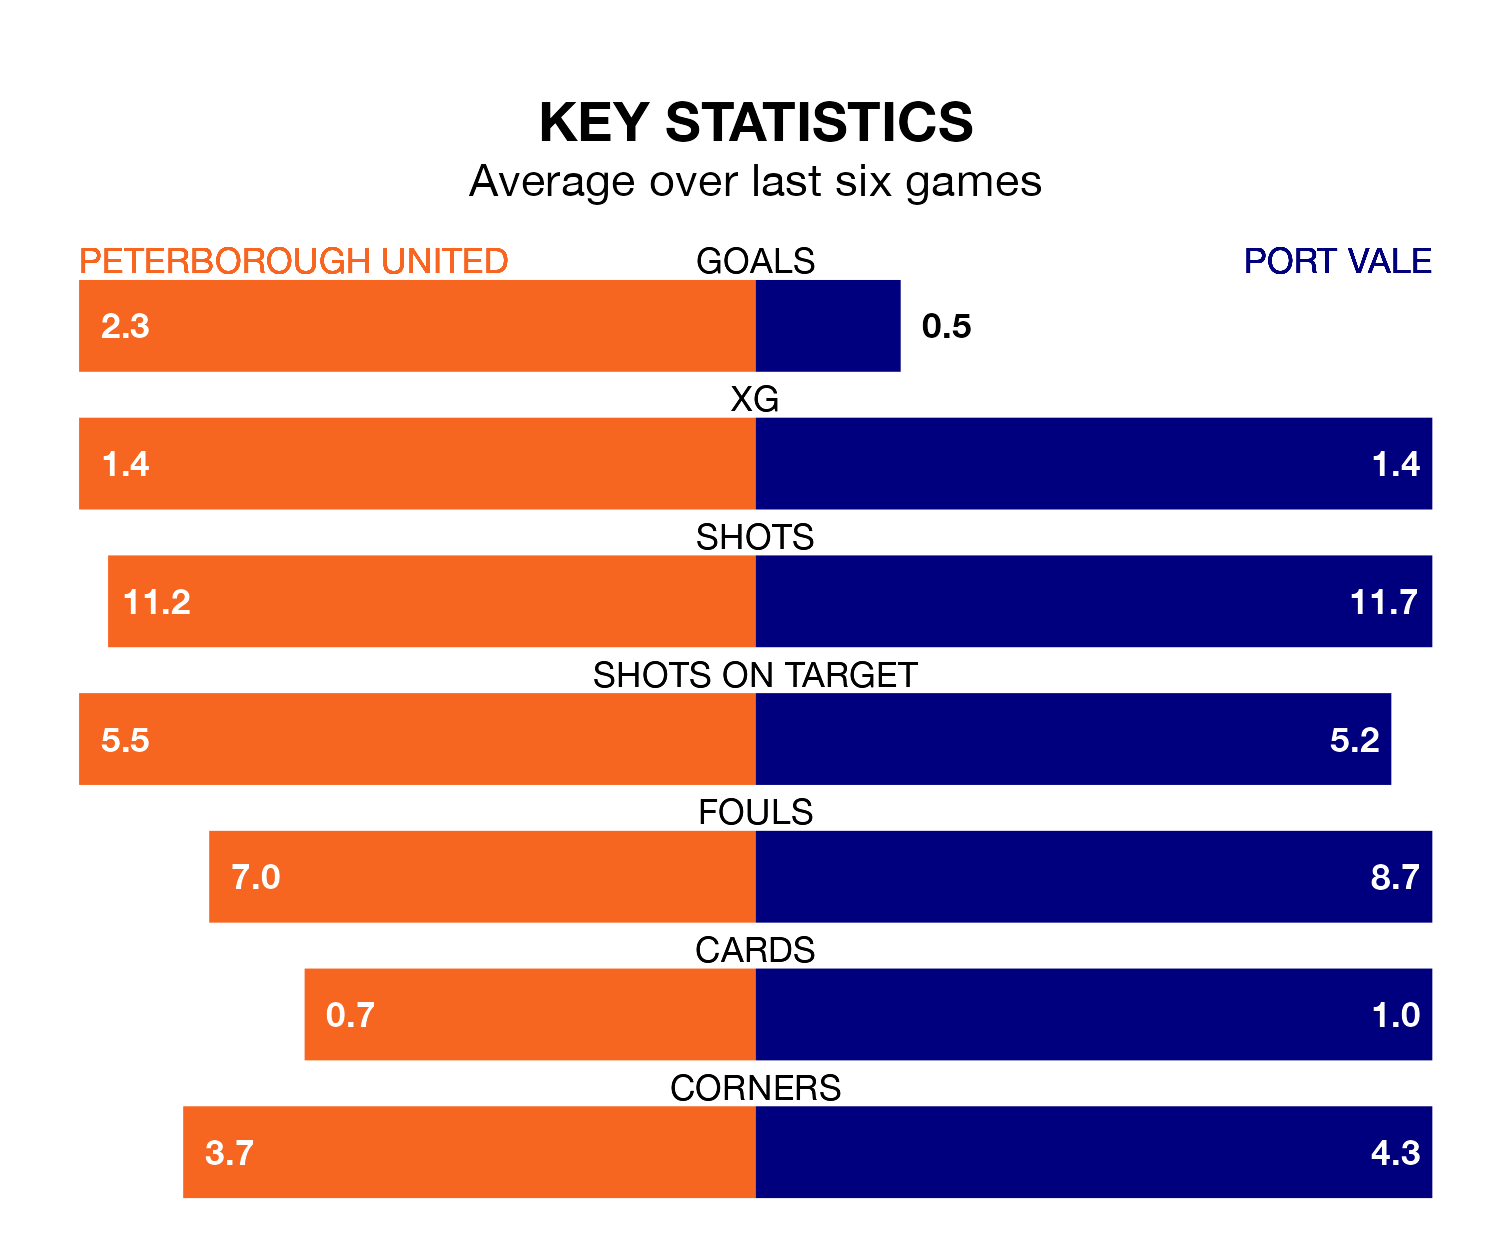 KEY STATISTICS
Average over last six games
PETERBOROUGH UNITED GOALS PORT VALE
2.3 0.5
XG
1.4 1.4
SHOTS
11.2 11.7
SHOTS ON TARGET
5.5 5.2
FOULS
7.0 8.7
CARDS
0.7 1.0
CORNERS
3.7 4.3